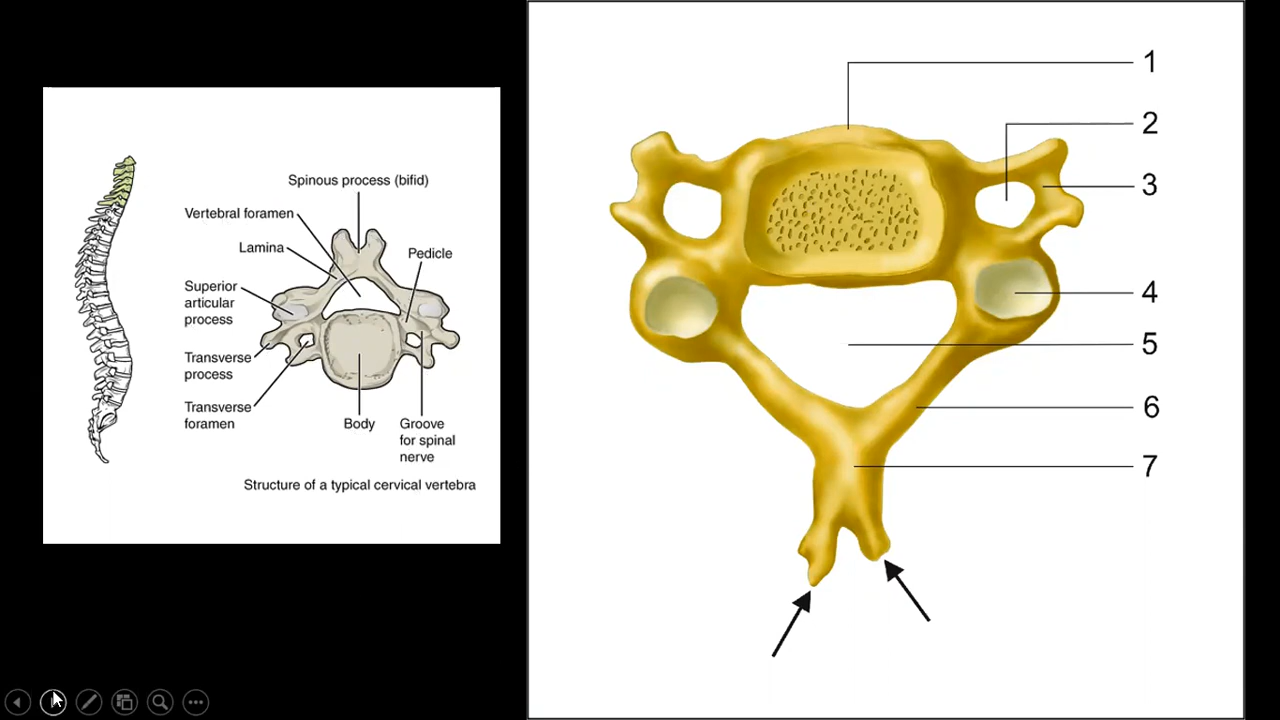 Spinous process (bifid)
Vertebral foramen
Lamina
Pedicle
Superior
articular
process
Transverse
process
Transverse
foramen
Body
Groove
for spinal
nerve
Structure of a typical cervical vertebra
1
2
3
4
5
6
7